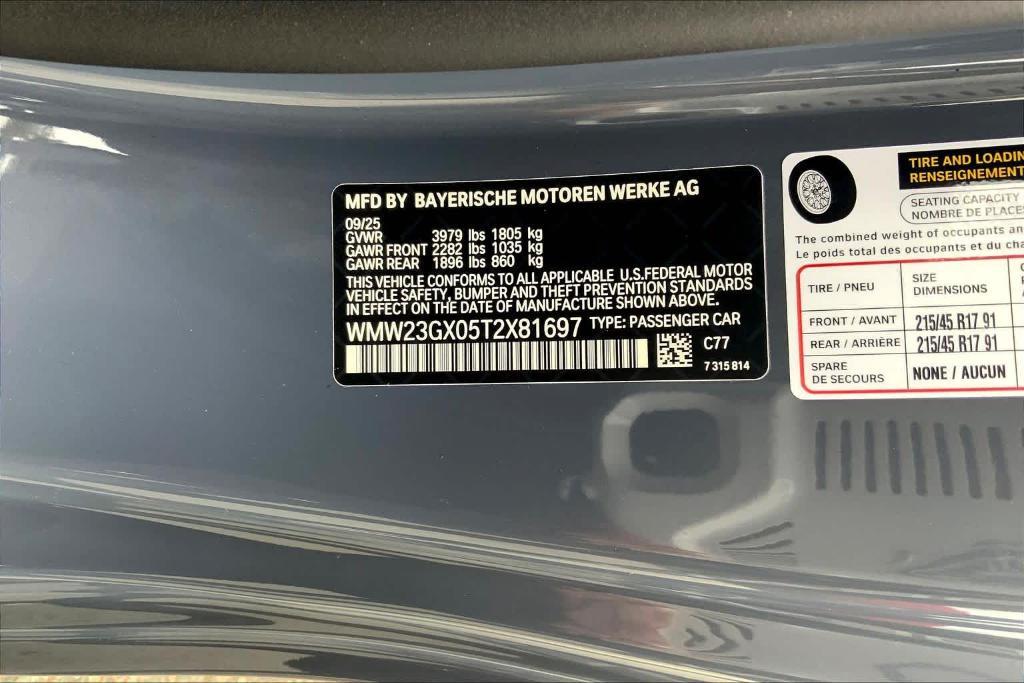 MFD BY BAYERISCHE MOTOREN WERKE AG
09/25
GVWR 3979 lbs 1805 kg
GAWR FRONT 2282 lbs 1035 kg
GAWR REAR 1896 lbs 860 kg
THIS VEHICLE CONFORMS TO ALL APPLICABLE U.S.FEDERAL MOTOR
VEHICLE SAFETY, BUMPER AND THEFT PREVENTION STANDARDS
IN EFFECT ON THE DATE OF MANUFACTURE SHOWN ABOVE.
WMW23GX05T2X81697 TYPE: PASSENGER CAR
C77
7 315 814
TIRE AND LOADIN
RENSEIGNEMENT
SEATING CAPACITY
NOMBRE DE PLACE
The combined weight of occupants an
Le poids total des occupants et du cha
TIRE / PNEU SIZE
DIMENSIONS
FRONT / AVANT 215/45 R17 91
REAR / ARRIÈRE 215/45 R17 91
SPARE
DE SECOURS NONE / AUCUN